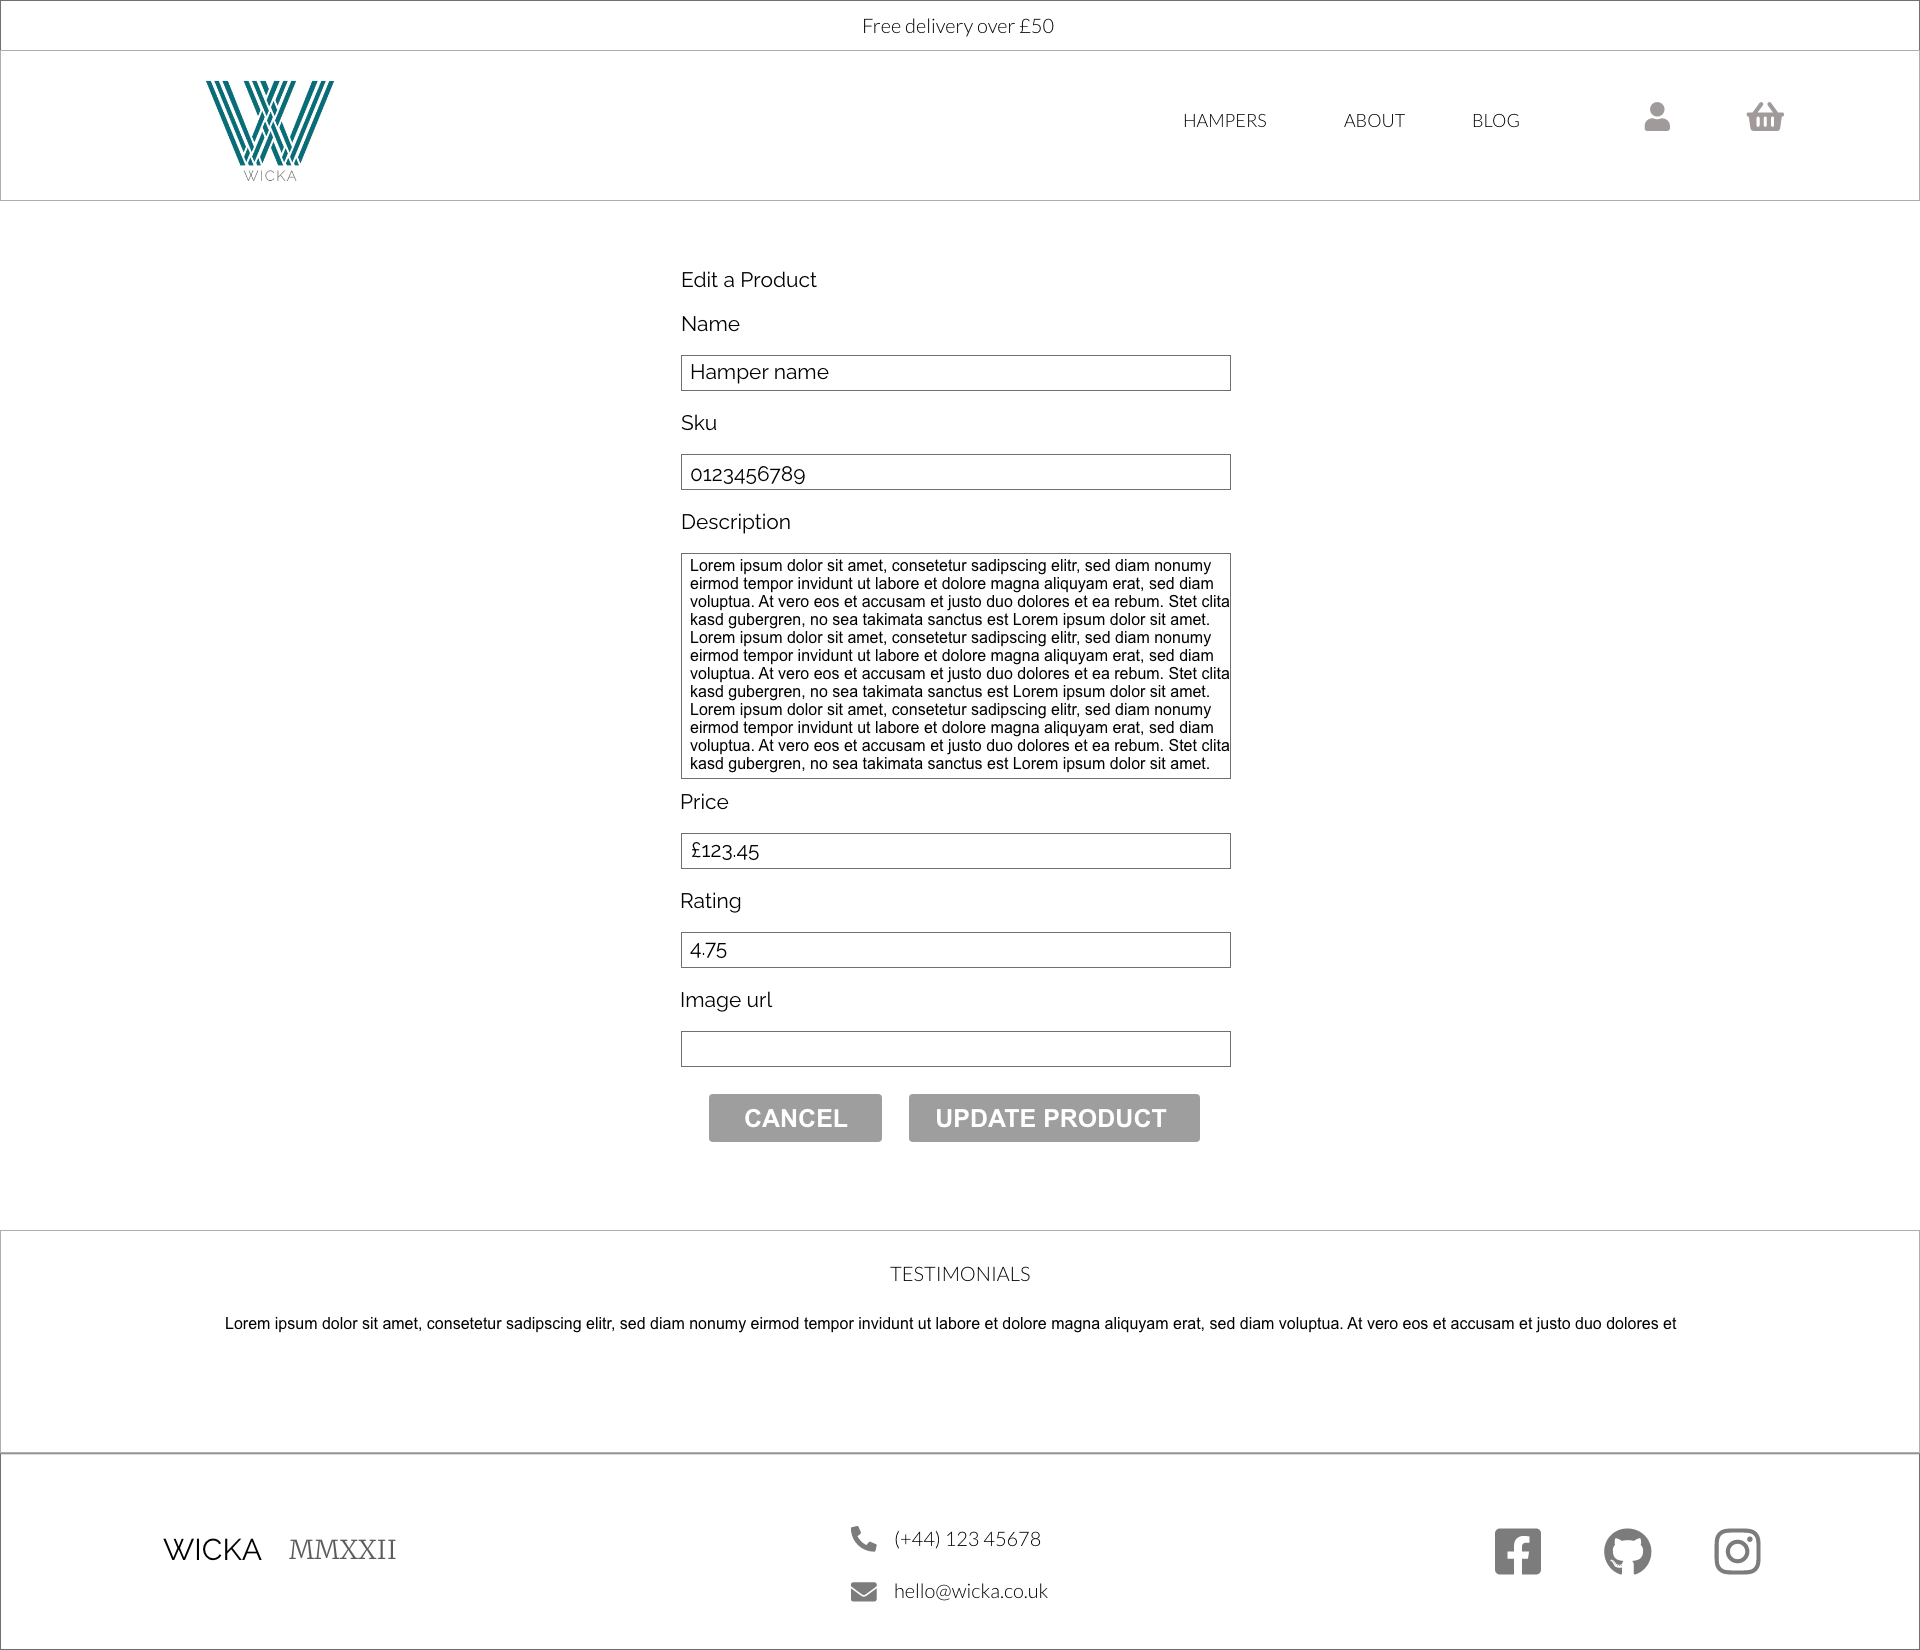 Free delivery over £50
WICKA
HAMPERS
ABOUT
BLOG
Edit a Product
Name
Hamper name
Sku
0123456789
Description
Lorem ipsum dolor sit amet, consetetur sadipscing elitr, sed diam nonumy
eirmod tempor invidunt ut labore et dolore magna aliquyam erat, sed diam
voluptua. At vero eos et accusam et justo duo dolores et ea rebum. Stet clita
kasd gubergren, no sea takimata sanctus est Lorem ipsum dolor sit amet.
Lorem ipsum dolor sit amet, consetetur sadipscing elitr, sed diam nonumy
eirmod tempor invidunt ut labore et dolore magna aliquyam erat, sed diam
voluptua. At vero eos et accusam et justo duo dolores et ea rebum. Stet clita
kasd gubergren, no sea takimata sanctus est Lorem ipsum dolor sit amet.
Lorem ipsum dolor sit amet, consetetur sadipscing elitr, sed diam nonumy
eirmod tempor invidunt ut labore et dolore magna aliquyam erat, sed diam
voluptua. At vero eos et accusam et justo duo dolores et ea rebum. Stet clita
kasd gubergren, no sea takimata sanctus est Lorem ipsum dolor sit amet.
Price
£123.45
Rating
4.75
Image url
CANCEL
UPDATE PRODUCT
TESTIMONIALS
Lorem ipsum dolor sit amet, consetetur sadipscing elitr, sed diam nonumy eirmod tempor invidunt ut labore et dolore magna aliquyam erat, sed diam voluptua. At vero eos et accusam et justo duo dolores et
WICKA MMXXII
(+44) 123 45678
hello@wicka.co.uk